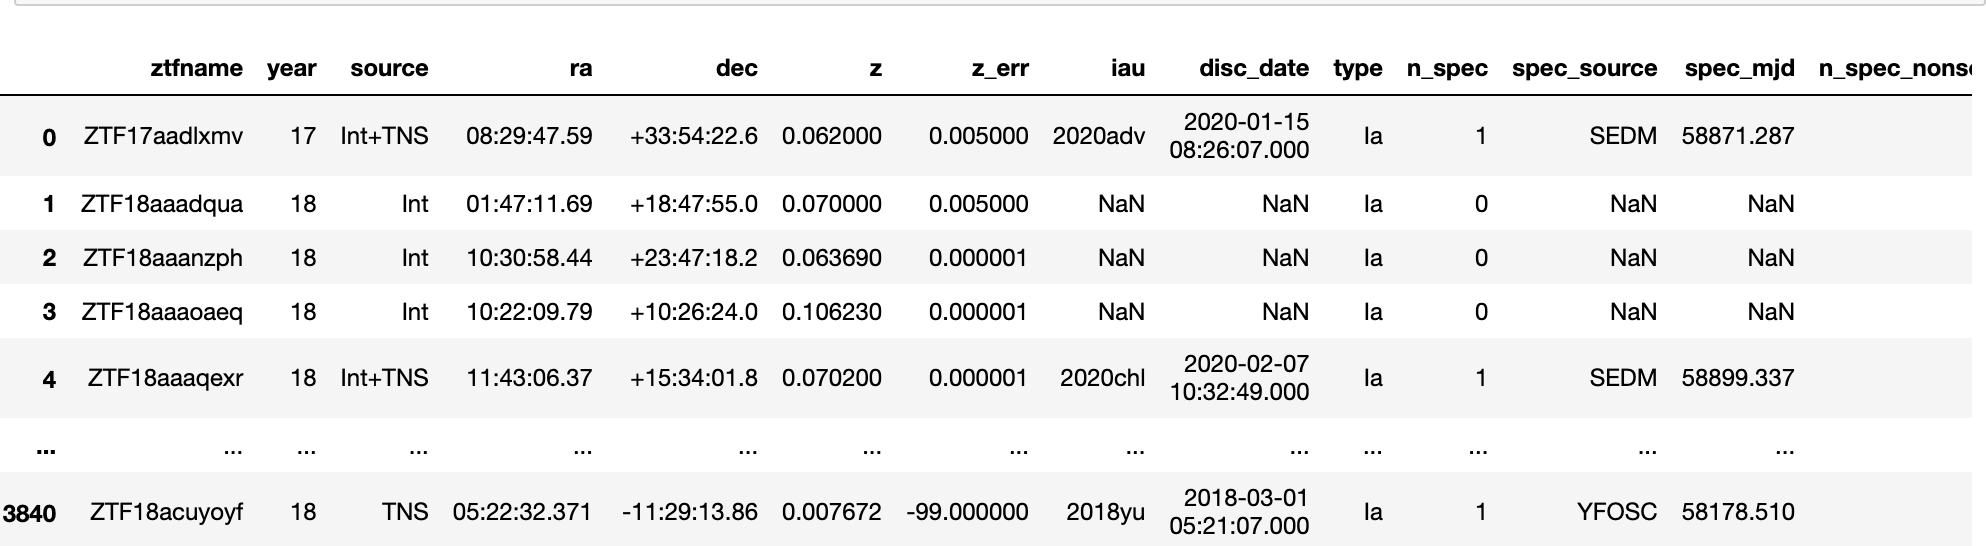 ztfname year source ra dec z z_err iau disc_date type n_spec spec_source spec_mjd n_spec_nons
0 ZTF17aadlxmv 17 Int+TNS 08:29:47.59 +33:54:22.6 0.062000 0.005000 2020adv 2020-01-15 08:26:07.000 Ia 1 SEDM 58871.287
1 ZTF18aaadqua 18 Int 01:47:11.69 +18:47:55.0 0.070000 0.005000 NaN NaN Ia 0 NaN NaN
2 ZTF18aaanzph 18 Int 10:30:58.44 +23:47:18.2 0.063690 0.000001 NaN NaN Ia 0 NaN NaN
3 ZTF18aaaoaeq 18 Int 10:22:09.79 +10:26:24.0 0.106230 0.000001 NaN NaN Ia 0 NaN NaN
4 ZTF18aaaqexr 18 Int+TNS 11:43:06.37 +15:34:01.8 0.070200 0.000001 2020chl 2020-02-07 10:32:49.000 Ia 1 SEDM 58899.337
... ... ... ... ... ... ... ... ... ... ... ... ... ...
3840 ZTF18acuyoyf 18 TNS 05:22:32.371 -11:29:13.86 0.007672 -99.000000 2018yu 2018-03-01 05:21:07.000 Ia 1 YFOSC 58178.510